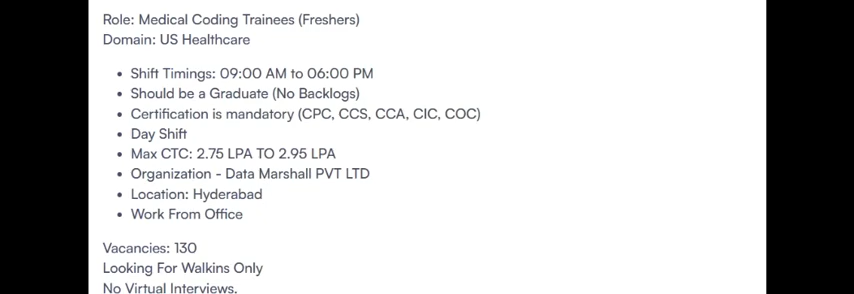 Role: Medical Coding Trainees (Freshers)
Domain: US Healthcare
• Shift Timings: 09:00 AM to 06:00 PM
• Should be a Graduate (No Backlogs)
• Certification is mandatory (CPC, CCS, CCA, CIC, COC)
• Day Shift
• Max CTC: 2.75 LPA TO 2.95 LPA
• Organization - Data Marshall PVT LTD
• Location: Hyderabad
• Work From Office
Vacancies: 130
Looking For Walkins Only
No Virtual Interviews.